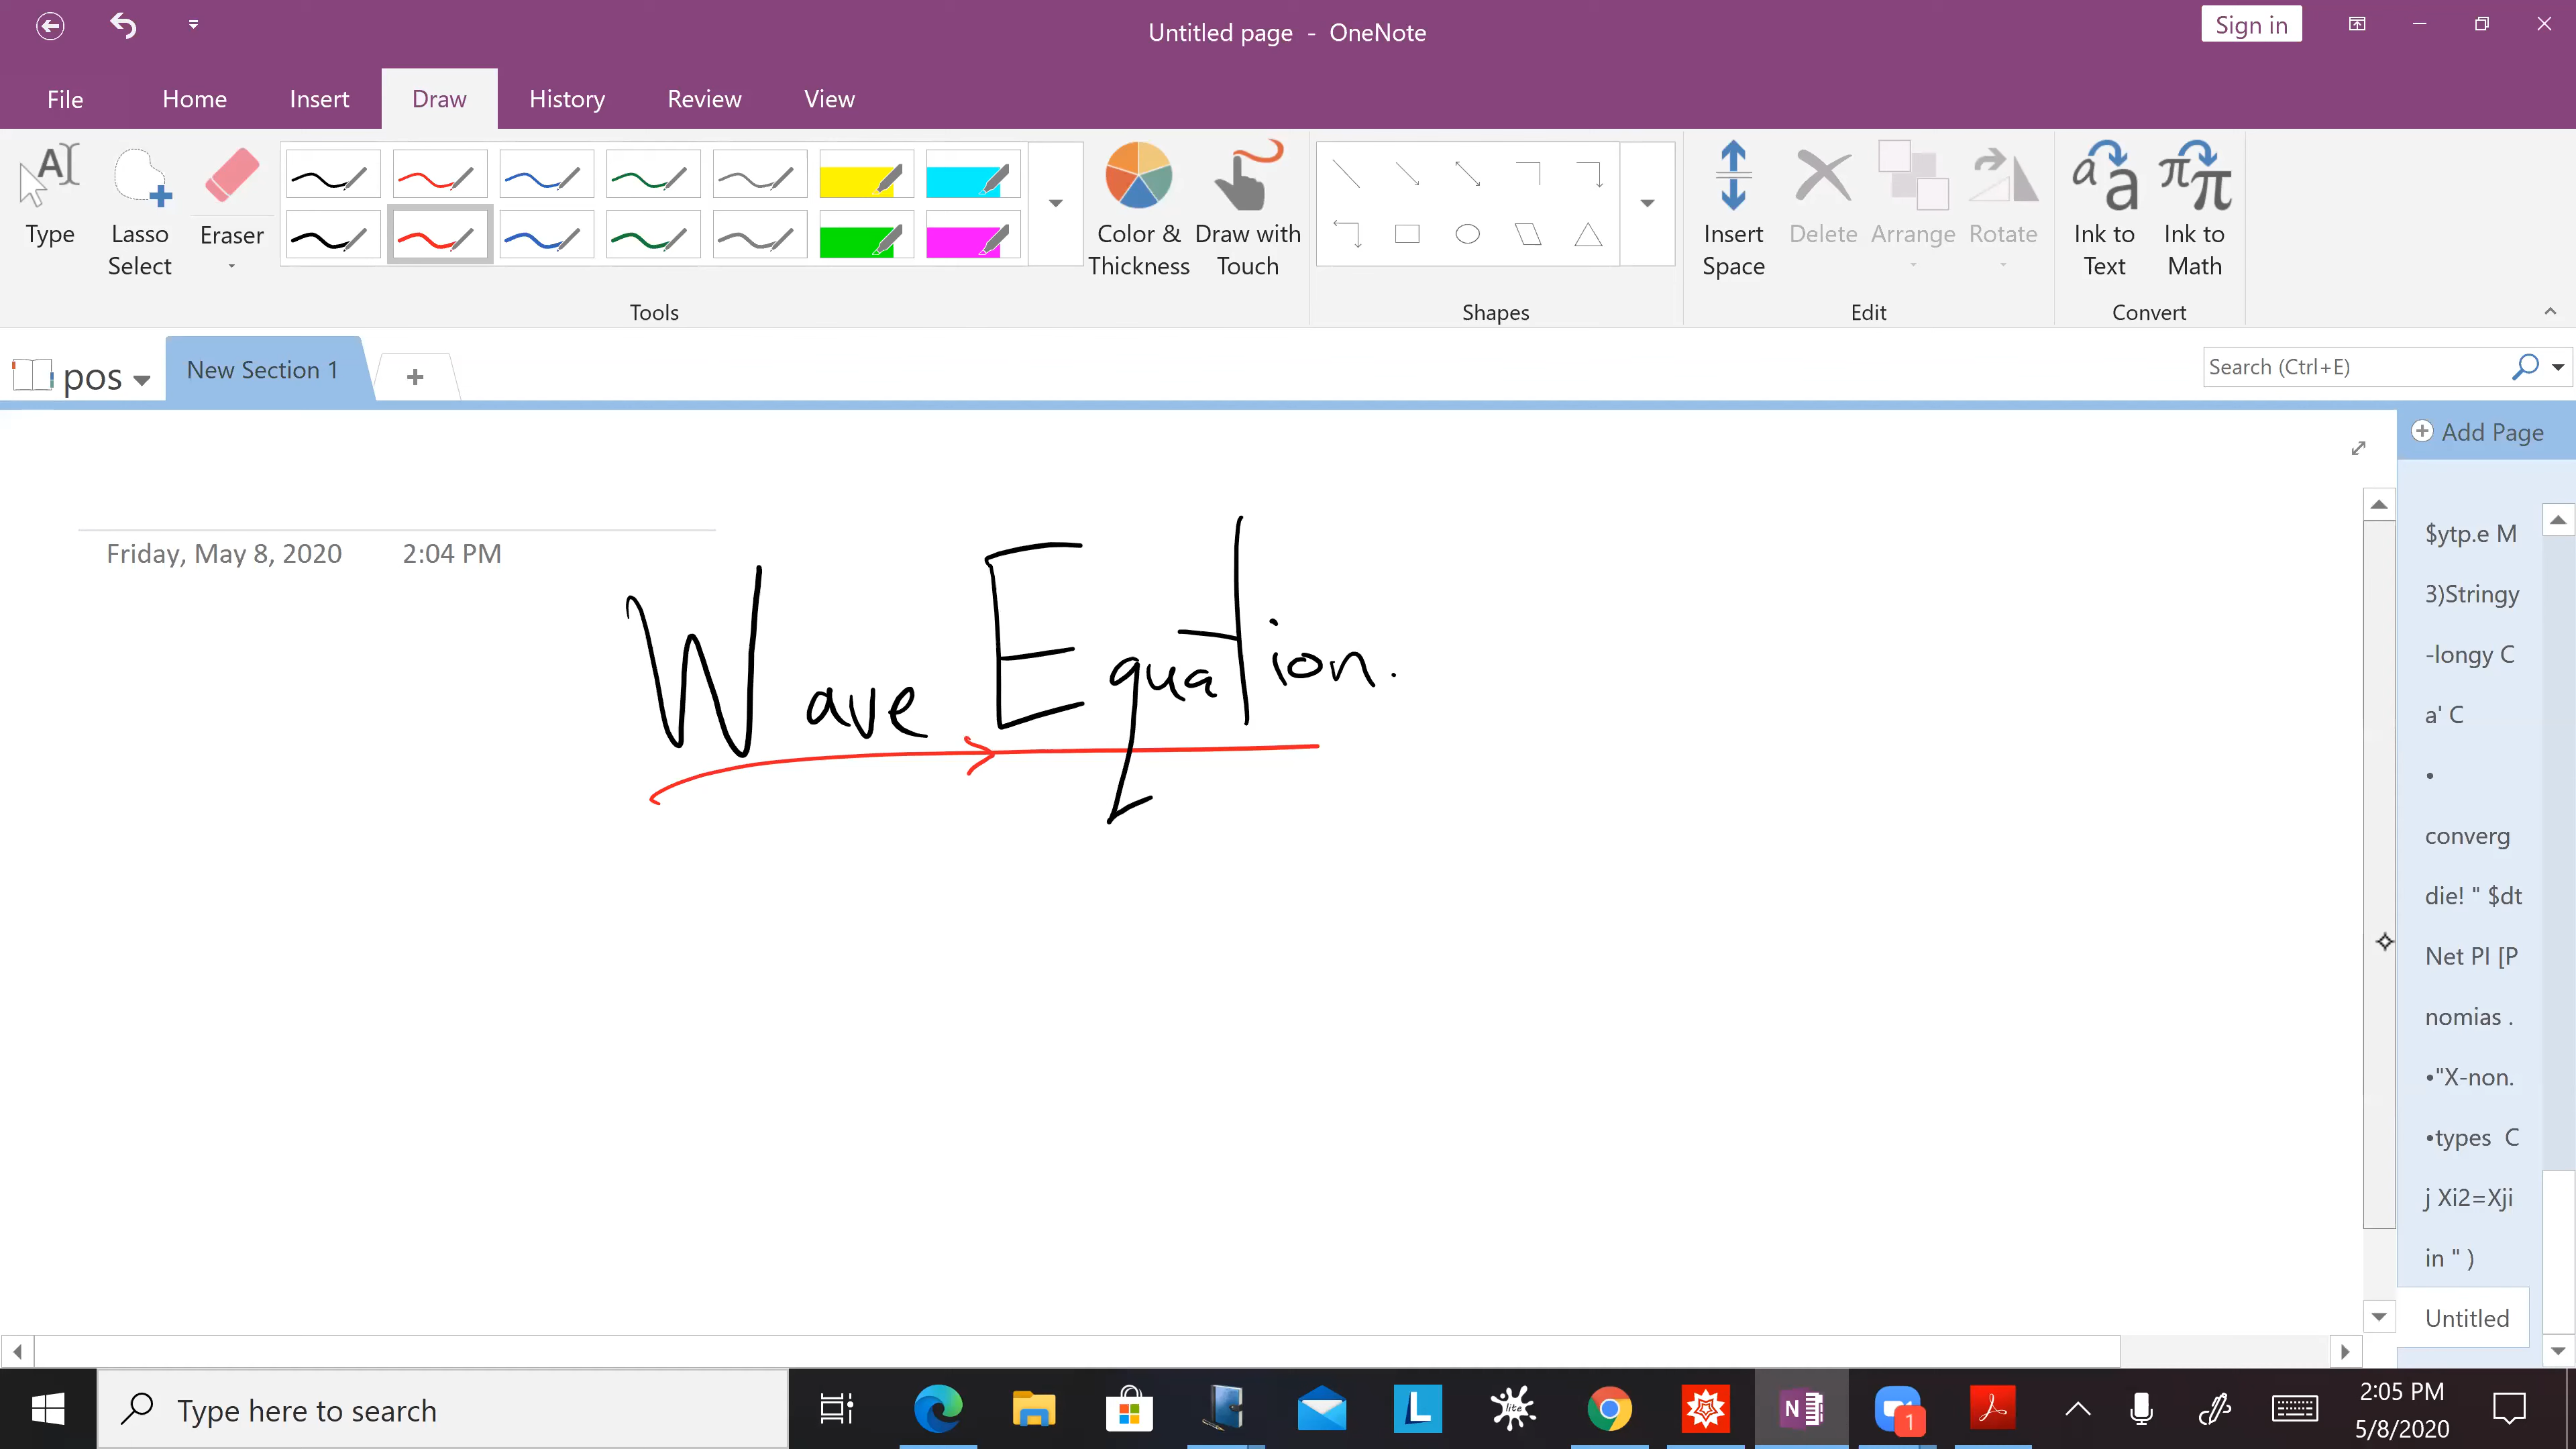 Untitled page - OneNote
Sign in
File Home Insert Draw History Review View
Type
Lasso Select
Eraser
Color & Thickness
Draw with Touch
Insert Space
Delete
Arrange
Rotate
Ink to Text
Ink to Math
Tools
Shapes
Edit
Convert
pos
New Section 1
Search (Ctrl+E)
Add Page
Friday, May 8, 2020 2:04 PM
Wave Equation.
$ytp.e M
3)Stringy
-longy C
a' C
•
converg
die! " $dt
Net PI [P
nomias .
•"X-non.
•types C
j Xi2=Xji
in " )
Untitled
Type here to search
L
lite
N
1
2:05 PM
5/8/2020